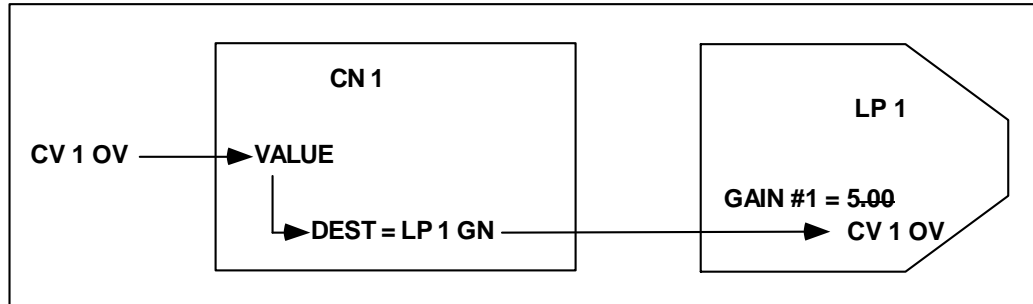 CN 1
LP 1
CV 1 OV
VALUE
GAIN #1 = 5.00
DEST = LP 1 GN
CV 1 OV